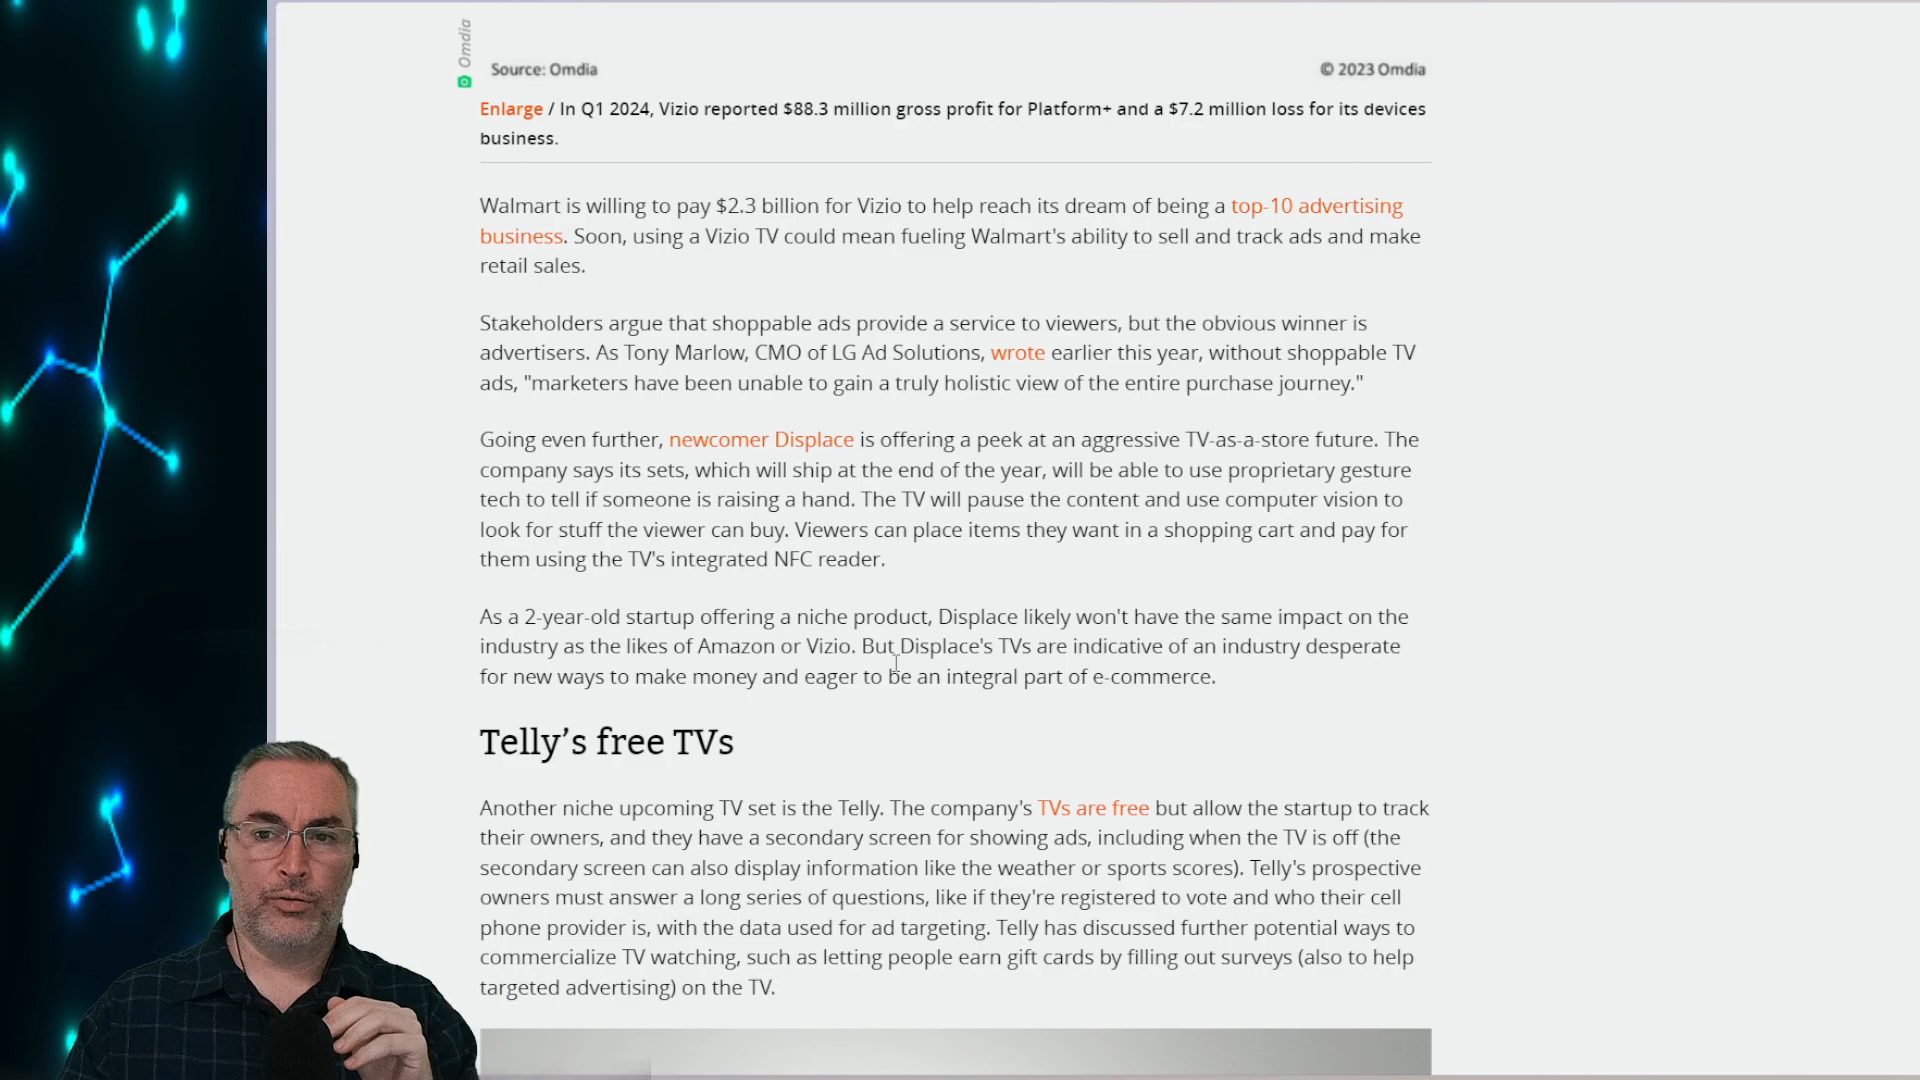 Omdia
Source: Omdia
© 2023 Omdia
Enlarge / In Q1 2024, Vizio reported $88.3 million gross profit for Platform+ and a $7.2 million loss for its devices
business.
Walmart is willing to pay $2.3 billion for Vizio to help reach its dream of being a top-10 advertising
business. Soon, using a Vizio TV could mean fueling Walmart's ability to sell and track ads and make
retail sales.
Stakeholders argue that shoppable ads provide a service to viewers, but the obvious winner is
advertisers. As Tony Marlow, CMO of LG Ad Solutions, wrote earlier this year, without shoppable TV
ads, "marketers have been unable to gain a truly holistic view of the entire purchase journey."
Going even further, newcomer Displace is offering a peek at an aggressive TV-as-a-store future. The
company says its sets, which will ship at the end of the year, will be able to use proprietary gesture
tech to tell if someone is raising a hand. The TV will pause the content and use computer vision to
look for stuff the viewer can buy. Viewers can place items they want in a shopping cart and pay for
them using the TV's integrated NFC reader.
As a 2-year-old startup offering a niche product, Displace likely won't have the same impact on the
industry as the likes of Amazon or Vizio. But Displace's TVs are indicative of an industry desperate
for new ways to make money and eager to be an integral part of e-commerce.
Telly’s free TVs
Another niche upcoming TV set is the Telly. The company's TVs are free but allow the startup to track
their owners, and they have a secondary screen for showing ads, including when the TV is off (the
secondary screen can also display information like the weather or sports scores). Telly's prospective
owners must answer a long series of questions, like if they're registered to vote and who their cell
phone provider is, with the data used for ad targeting. Telly has discussed further potential ways to
commercialize TV watching, such as letting people earn gift cards by filling out surveys (also to help
targeted advertising) on the TV.